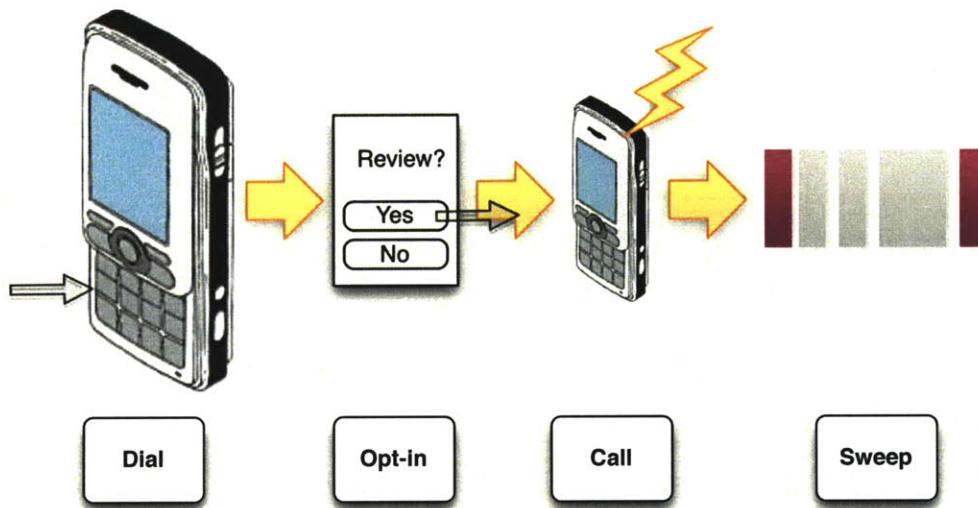 Review?
Yes
No
Dial
Opt-in
Call
Sweep